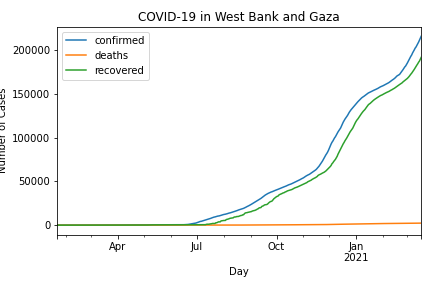 COVID-19 in West Bank and Gaza
confirmed
deaths
recovered
200000
150000
100000
50000
0
Number of Cases
Apr
Jul
Oct
Jan
2021
Day